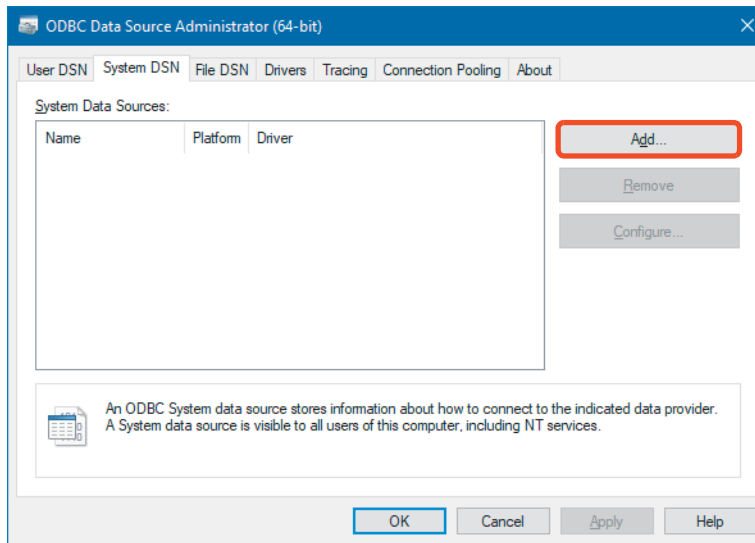 ODBC Data Source Administrator (64-bit)
User DSN System DSN File DSN Drivers Tracing Connection Pooling About
System Data Sources:
Name Platform Driver
Add...
Remove
Configure...
An ODBC System data source stores information about how to connect to the indicated data provider.
A System data source is visible to all users of this computer, including NT services.
OK Cancel Apply Help